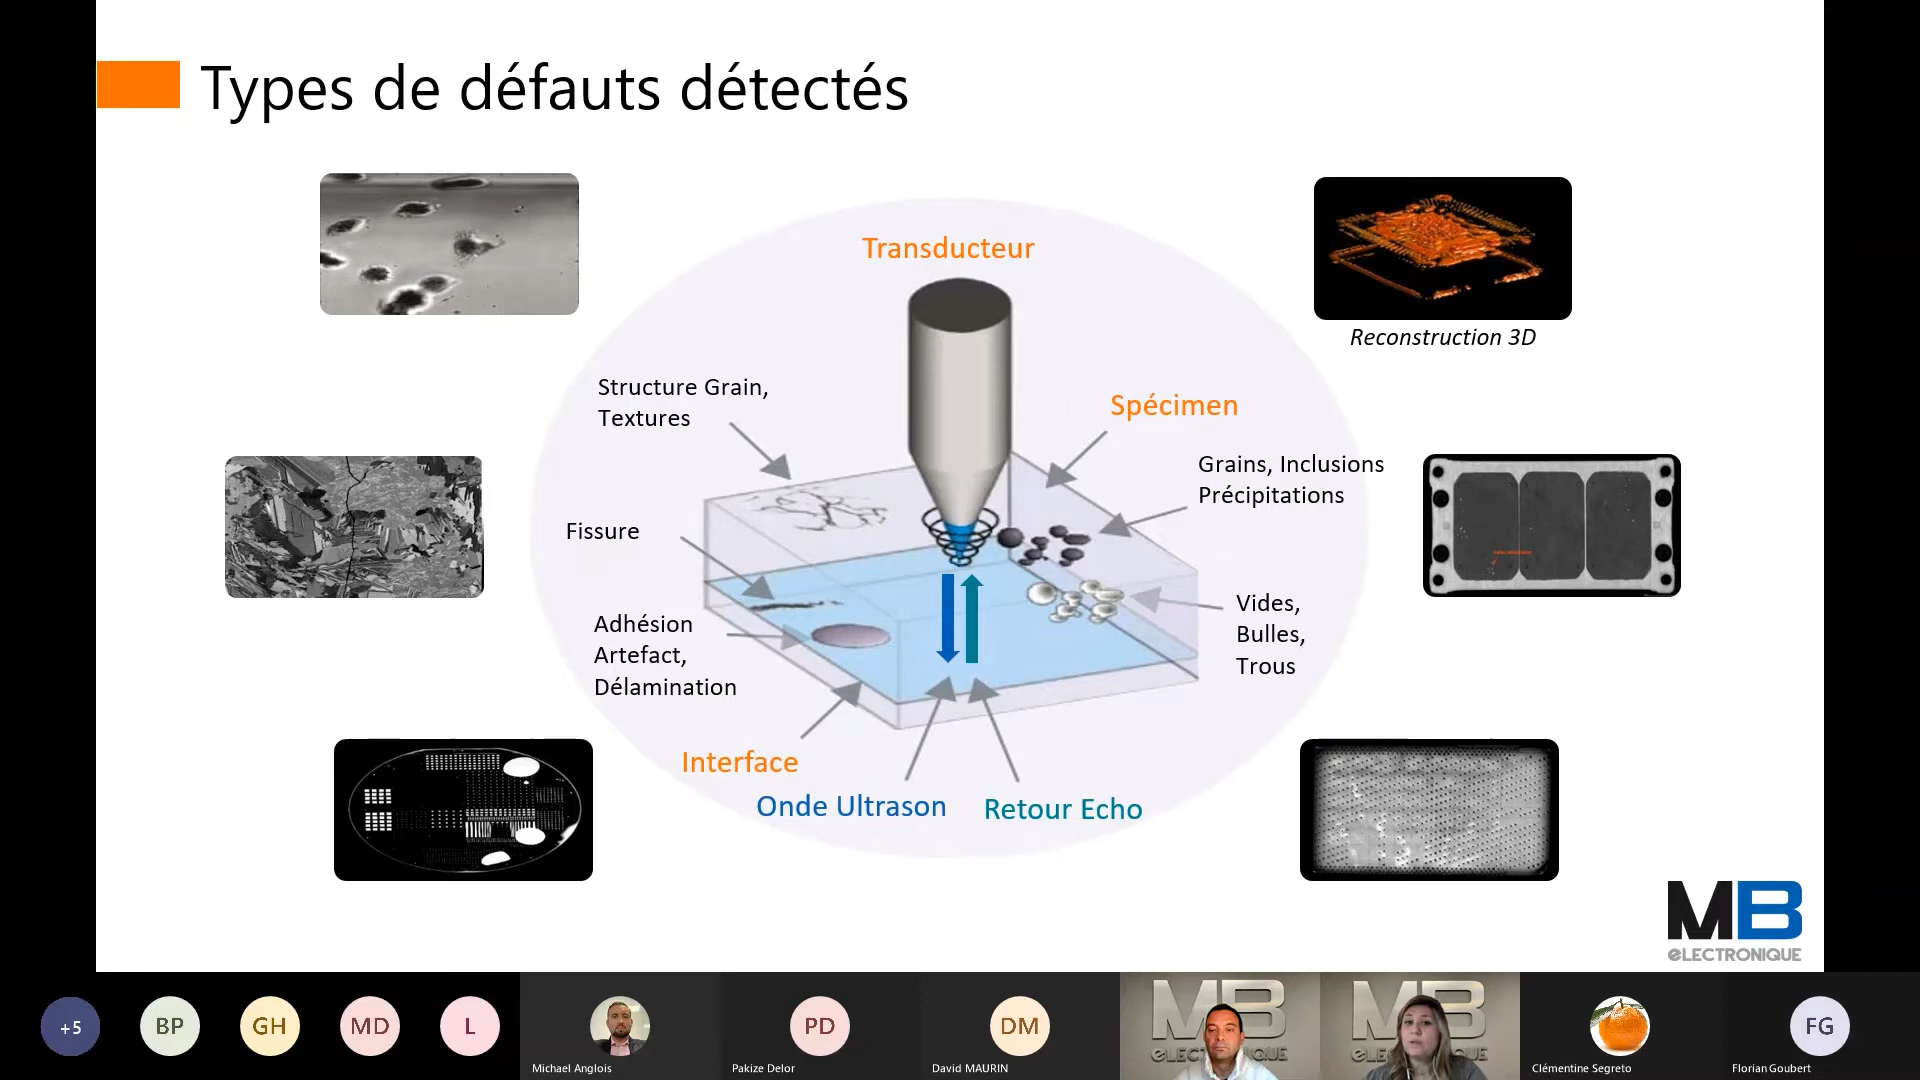 Types de défauts détectés
Transducteur
Reconstruction 3D
Structure Grain,
Textures
Spécimen
Grains, Inclusions
Précipitations
Fissure
Vides,
Bulles,
Trous
Adhésion
Artefact,
Délamination
Interface
Onde Ultrason
Retour Echo
MB
eLECTRONIQUE
+5
BP
GH
MD
L
Michael Anglois
PD
Pakize Delor
DM
David MAURIN
MB
MB
Clémentine Segreto
FG
Florian Goubert